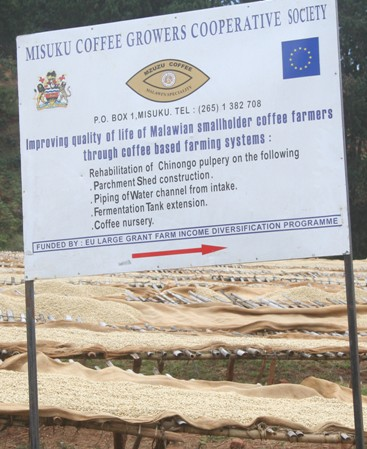 MISUKU COFFEE GROWERS COOPERATIVE SOCIETY
MZUZU COFFEE
MALAWI SPECIALITY
P.O. BOX 1,MISUKU. TEL : (265) 1 382 708
Improving quality of life of Malawian smallholder coffee farmers
through coffee based farming systems :
Rehabilitation of Chinongo pulpery on the following
.Parchment Shed construction.
.Piping of Water channel from intake.
.Fermentation Tank extension.
.Coffee nursery.
FUNDED BY : EU LARGE GRANT FARM INCOME DIVERSIFICATION PROGRAMME